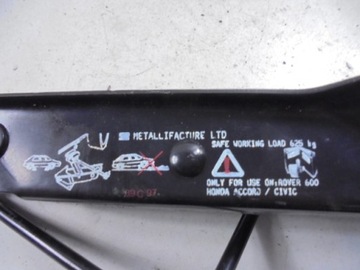 METALLIFACTURE LTD
SAFE WORKING LOAD 625 kg
ONLY FOR USE ON:ROVER 600
HONDA ACCORD / CIVIC